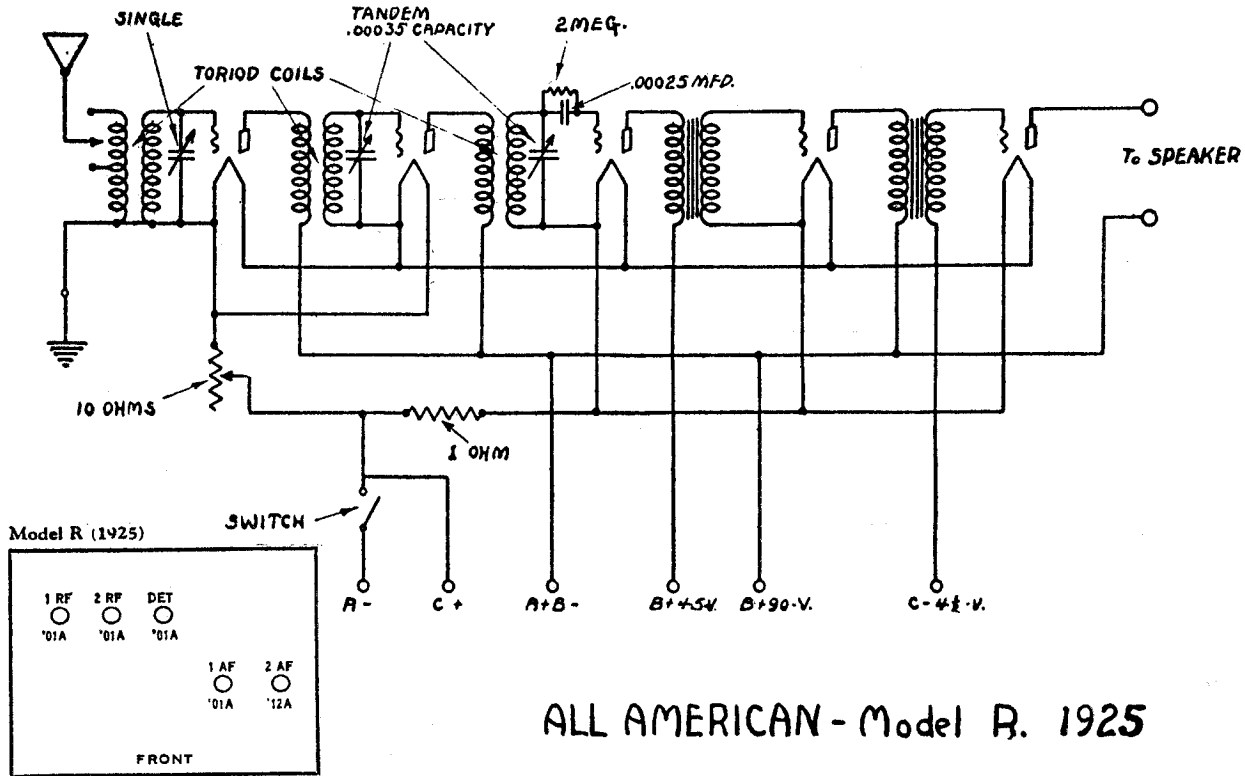 SINGLE
TANDEM
.00035 CAPACITY
2 MEG.
TORIOD COILS
.00025 MFD.
To SPEAKER
10 OHMS
1 OHM
SWITCH
A -
C +
A+B-
B+45V.
B+90-V.
C-4½-V.
Model R (1925)
1 RF 2 RF DET
'01A '01A '01A
1 AF 2 AF
'01A '12A
FRONT
ALL AMERICAN - Model R. 1925